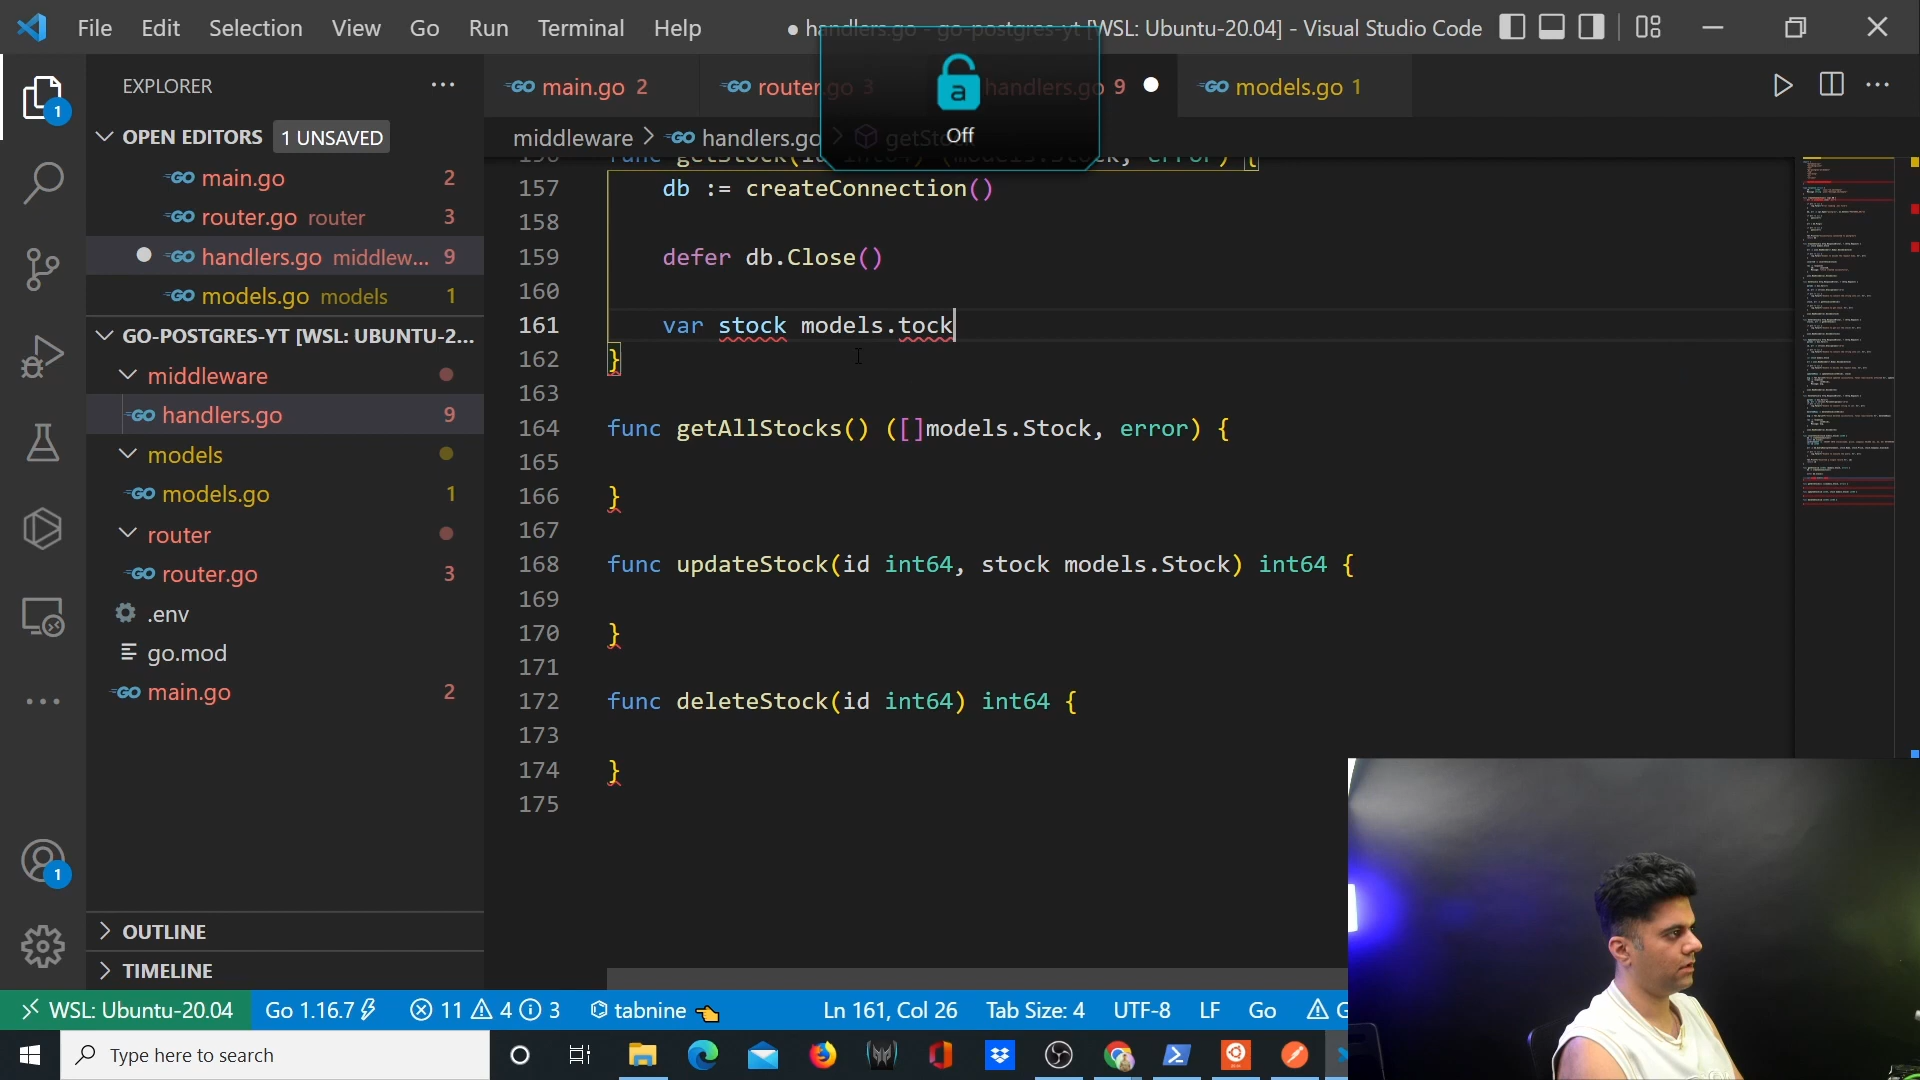 File Edit Selection View Go Run Terminal Help
● handlers.go - go-postgres-yt [WSL: Ubuntu-20.04] - Visual Studio Code
EXPLORER
main.go 2
router.go 3
handlers.go 9
models.go 1
a
Off
OPEN EDITORS 1 UNSAVED
middleware > handlers.go >
main.go 2
router.go router 3
handlers.go middlew... 9
models.go models 1
GO-POSTGRES-YT [WSL: UBUNTU-2...
middleware
handlers.go 9
models
models.go 1
router
router.go 3
.env
go.mod
main.go 2
OUTLINE
TIMELINE
1
1
157 db := createConnection()
158
159 defer db.Close()
160
161 var stock models.tock
162 }
163
164 func getAllStocks() ([]models.Stock, error) {
165
166 }
167
168 func updateStock(id int64, stock models.Stock) int64 {
169
170 }
171
172 func deleteStock(id int64) int64 {
173
174 }
175
WSL: Ubuntu-20.04 Go 1.16.7 11 4 3 tabnine Ln 161, Col 26 Tab Size: 4 UTF-8 LF Go
Type here to search